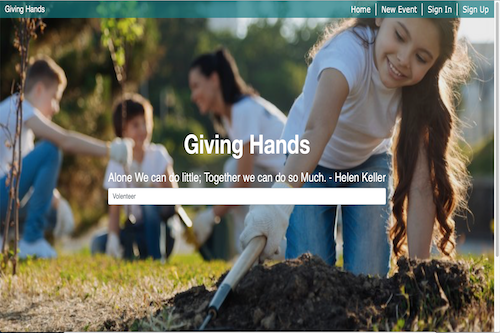 Giving Hands
Home
New Event
Sign In
Sign Up
Giving Hands
Alone We can do little; Together we can do so Much. - Helen Keller
Volenteer